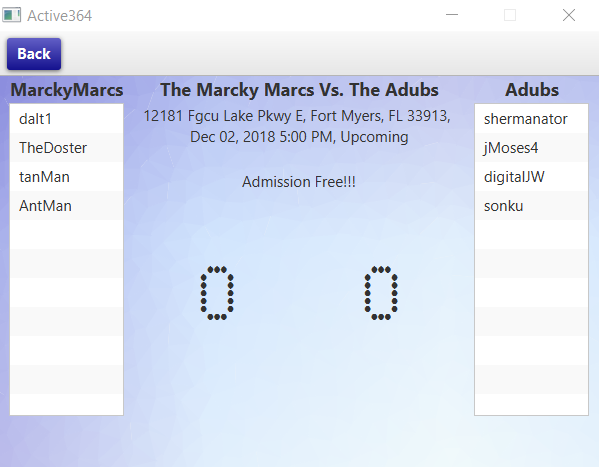 Active364
Back
MarckyMarcs
dalt1
TheDoster
tanMan
AntMan
The Marcky Marcs Vs. The Adubs
12181 Fgcu Lake Pkwy E, Fort Myers, FL 33913,
Dec 02, 2018 5:00 PM, Upcoming
Admission Free!!!
0 0
Adubs
shermanator
jMoses4
digitalJW
sonku